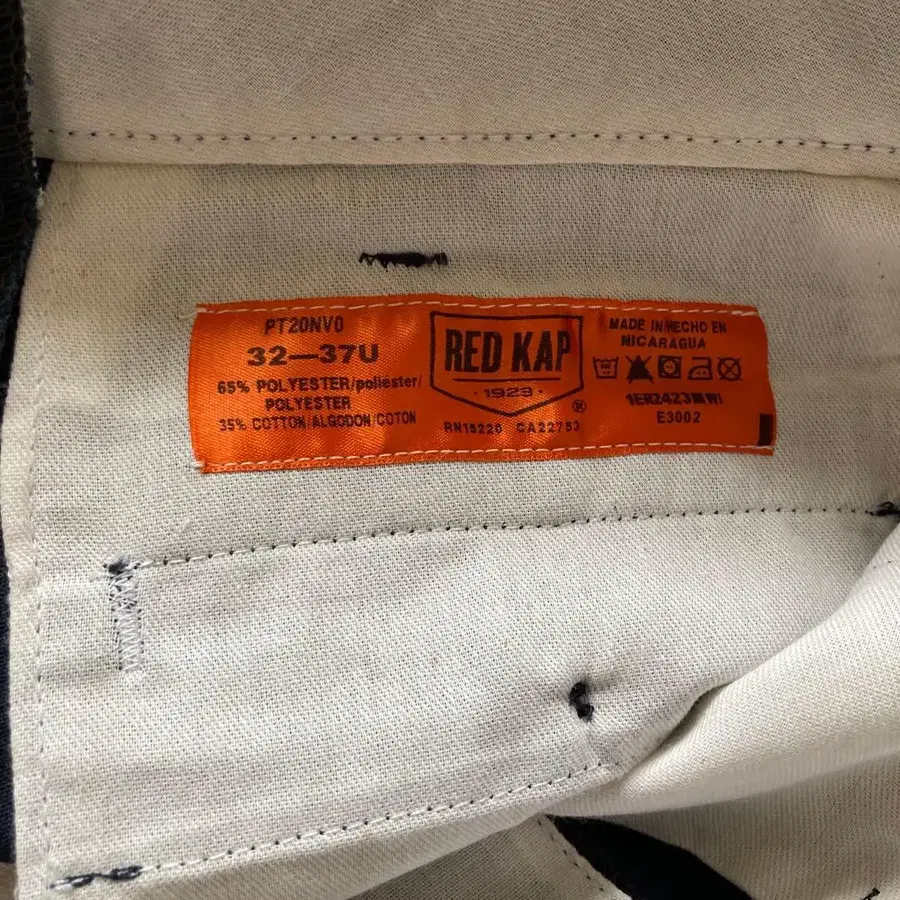 PT20NV0
32—37U
65% POLYESTER/poliéster/
POLYESTER
35% COTTON/ALGODON/COTON
RED KAP
· 1923 ·
®
RN15220 CA22753
MADE IN/HECHO EN
NICARAGUA
E3002